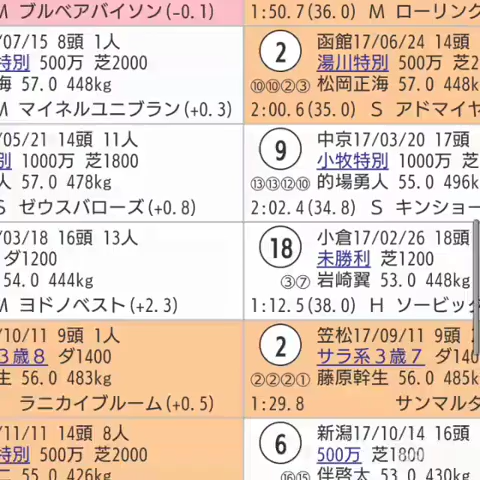 M ブルベアバイソン(-0.1)
1:50.7(36.0) M ローリング
/07/15 8頭 1人
特別 500万 芝2000
海 57.0 448kg
M マイネルユニブラン(+0.3)
2 函館17/06/24 14頭
湯川特別 500万 芝2
⑩⑩②③ 松岡正海 57.0 448k
2:00.6(35.0) S アドマイヤ
/05/21 14頭 11人
別 1000万 芝1800
人 57.0 478kg
S ゼウスバローズ(+0.8)
9 中京17/03/20 17頭
小牧特別 1000万 芝
⑬⑬⑫⑩ 的場勇人 55.0 496k
2:02.4(34.8) S キンショー
/03/18 16頭 13人
ダ1200
54.0 444kg
M ヨドノベスト(+2.3)
18 小倉17/02/26 18頭
未勝利 芝1200
③⑦ 岩崎翼 53.0 448kg
1:12.5(38.0) H ソービッ
/10/11 9頭 1人
３歳８ ダ1400
生 56.0 483kg
ラニカイブルーム(+0.5)
2 笠松17/09/11 9頭
サラ系３歳７ ダ140
②②②① 藤原幹生 56.0 485k
1:29.8 サンマルタ
/11/11 14頭 8人
特別 500万 芝2000
二 55.0 426kg
6 新潟17/10/14 16頭
500万 芝1800
⑯⑮ 伴啓太 53.0 430kg